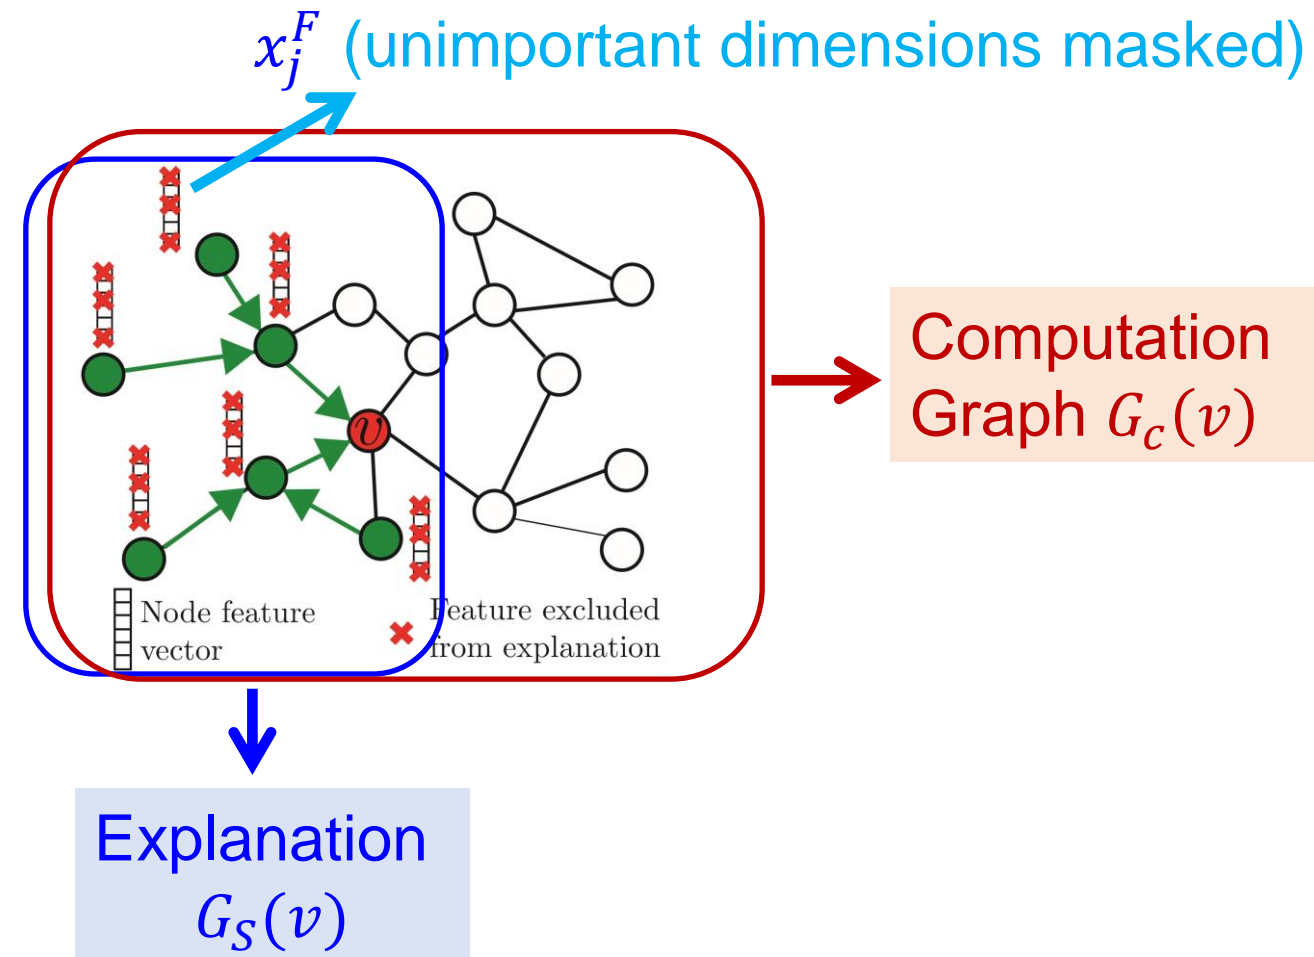 x_j^F (unimportant dimensions masked)
Computation
Graph G_c(v)
v
Node feature
vector
Feature excluded
from explanation
Explanation
G_S(v)